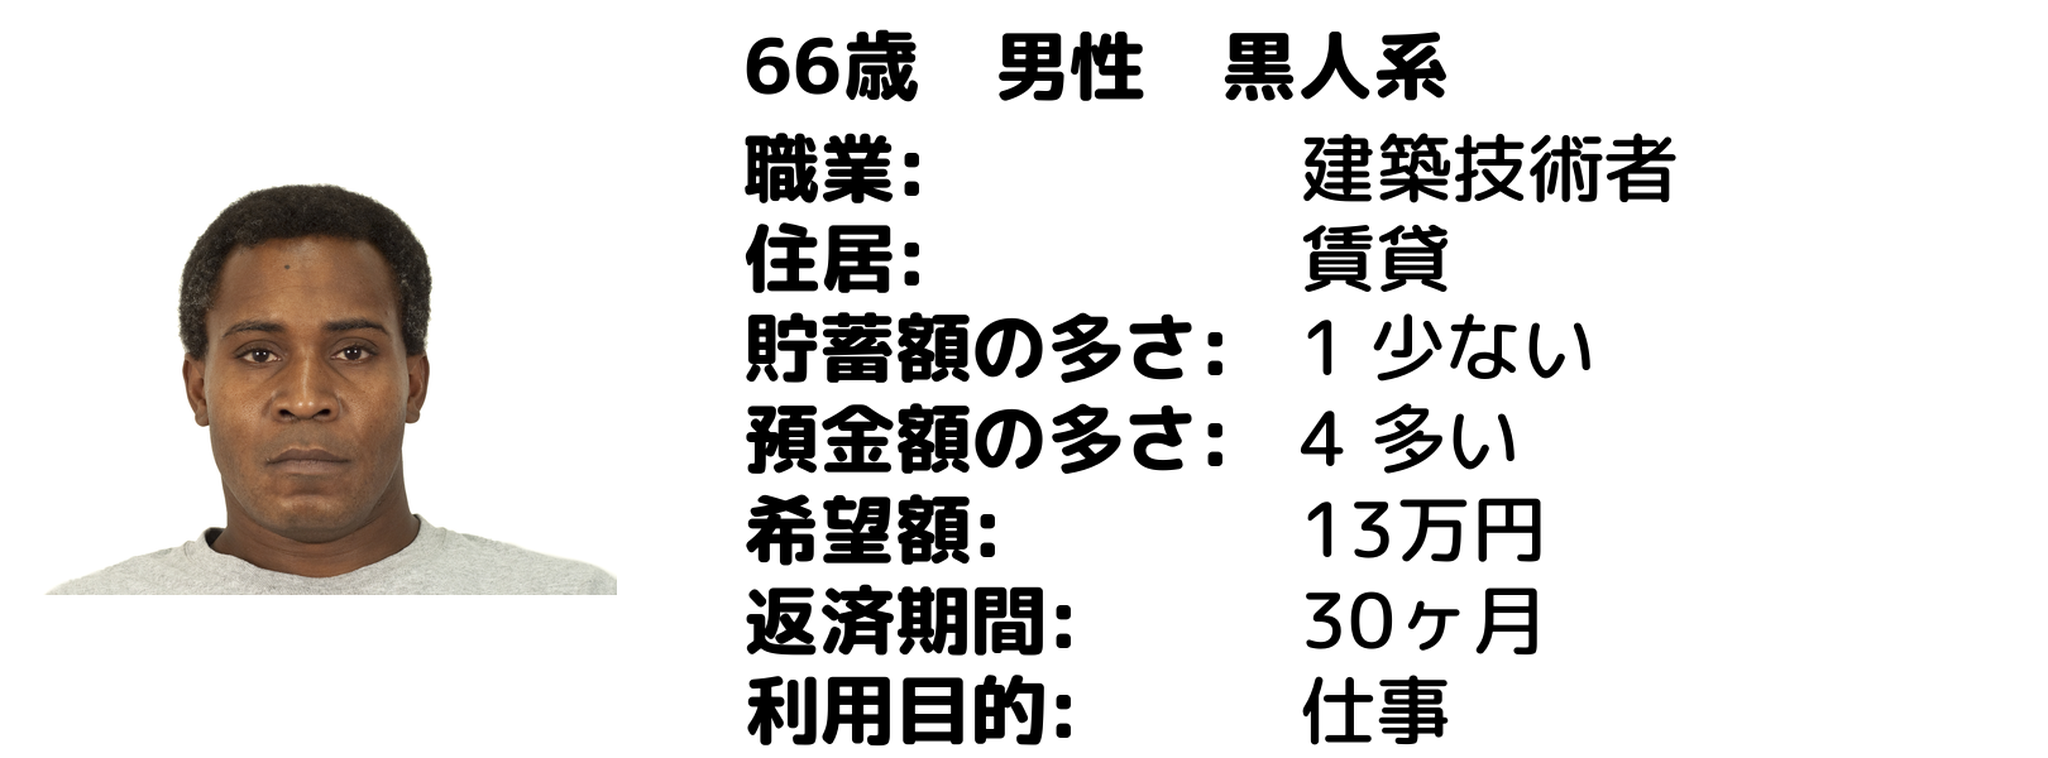 66歳　男性　黒人系
職業: 建築技術者
住居: 賃貸
貯蓄額の多さ: 1 少ない
預金額の多さ: 4 多い
希望額: 13万円
返済期間: 30ヶ月
利用目的: 仕事